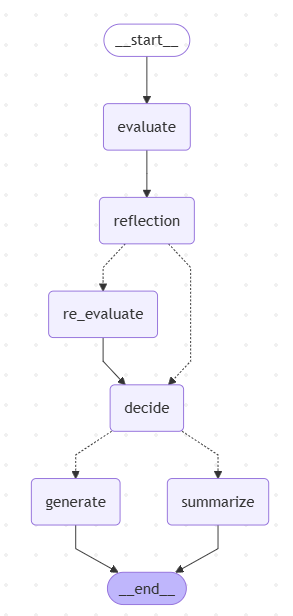 __start__
evaluate
reflection
re_evaluate
decide
generate
summarize
__end__